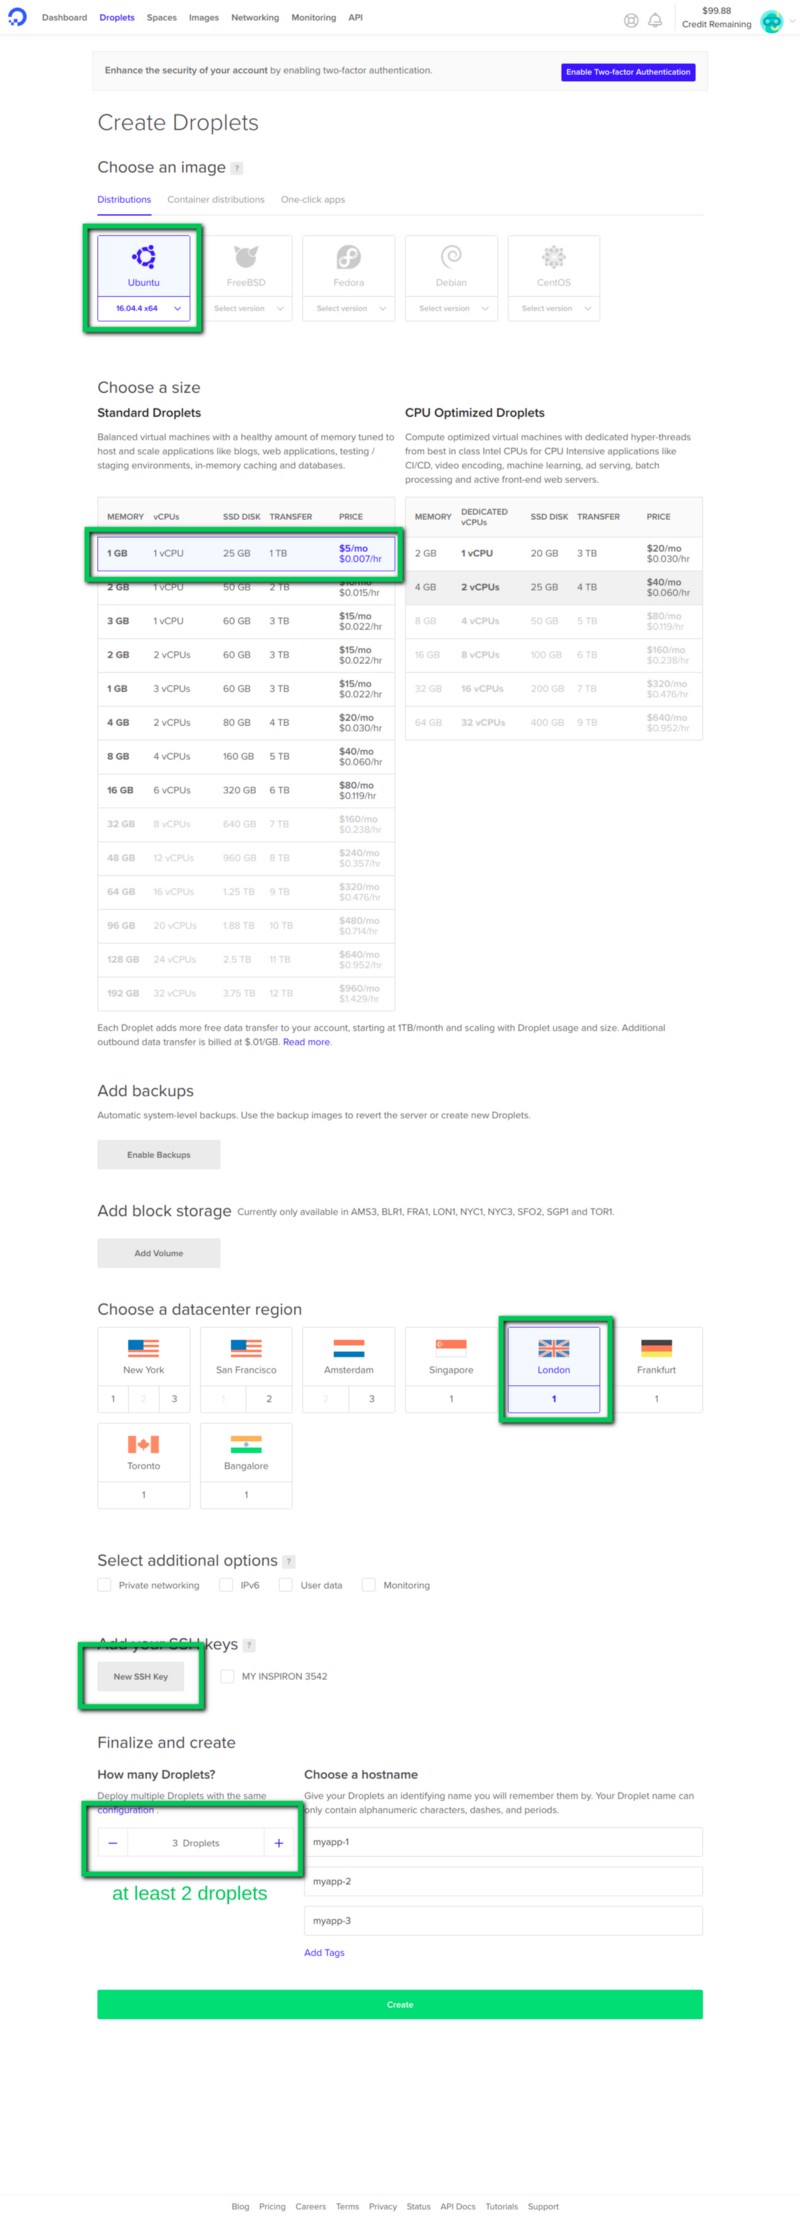 Dashboard Droplets Spaces Images Networking Monitoring API
$99.88
Credit Remaining
Enhance the security of your account by enabling two-factor authentication.
Enable Two-factor Authentication
Create Droplets
Choose an image ?
Distributions Container distributions One-click apps
Ubuntu FreeBSD Fedora Debian CentOS
16.04.4 x64 Select version Select version Select version Select version
Choose a size
Standard Droplets
Balanced virtual machines with a healthy amount of memory tuned to
host and scale applications like blogs, web applications, testing /
staging environments, in-memory caching and databases.
MEMORY vCPUs SSD DISK TRANSFER PRICE
1 GB 1 vCPU 25 GB 1 TB $5/mo
$0.007/hr
2 GB 1 vCPU 50 GB 2 TB $10/mo
$0.015/hr
3 GB 1 vCPU 60 GB 3 TB $15/mo
$0.022/hr
2 GB 2 vCPUs 60 GB 3 TB $15/mo
$0.022/hr
1 GB 3 vCPUs 60 GB 3 TB $15/mo
$0.022/hr
4 GB 2 vCPUs 80 GB 4 TB $20/mo
$0.030/hr
8 GB 4 vCPUs 160 GB 5 TB $40/mo
$0.060/hr
16 GB 6 vCPUs 320 GB 6 TB $80/mo
$0.119/hr
32 GB 8 vCPUs 640 GB 7 TB $160/mo
$0.238/hr
48 GB 12 vCPUs 960 GB 8 TB $240/mo
$0.357/hr
64 GB 16 vCPUs 1.25 TB 9 TB $320/mo
$0.476/hr
96 GB 20 vCPUs 1.88 TB 10 TB $480/mo
$0.714/hr
128 GB 24 vCPUs 2.5 TB 11 TB $640/mo
$0.952/hr
192 GB 32 vCPUs 3.75 TB 12 TB $960/mo
$1.429/hr
CPU Optimized Droplets
Compute optimized virtual machines with dedicated hyper-threads
from best in class Intel CPUs for CPU Intensive applications like
CI/CD, video encoding, machine learning, ad serving, batch
processing and active front-end web servers.
MEMORY DEDICATED vCPUs SSD DISK TRANSFER PRICE
2 GB 1 vCPU 20 GB 3 TB $20/mo
$0.030/hr
4 GB 2 vCPUs 25 GB 4 TB $40/mo
$0.060/hr
8 GB 4 vCPUs 50 GB 5 TB $80/mo
$0.119/hr
16 GB 8 vCPUs 100 GB 6 TB $160/mo
$0.238/hr
32 GB 16 vCPUs 200 GB 7 TB $320/mo
$0.476/hr
64 GB 32 vCPUs 400 GB 9 TB $640/mo
$0.952/hr
Each Droplet adds more free data transfer to your account, starting at 1TB/month and scaling with Droplet usage and size. Additional
outbound data transfer is billed at $.01/GB. Read more.
Add backups
Automatic system-level backups. Use the backup images to revert the server or create new Droplets.
Enable Backups
Add block storage Currently only available in AMS3, BLR1, FRA1, LON1, NYC1, NYC3, SFO2, SGP1 and TOR1.
Add Volume
Choose a datacenter region
New York San Francisco Amsterdam Singapore London Frankfurt
1 2 3 1 2 2 3 1 1 1
Toronto Bangalore
1 1
Select additional options ?
Private networking IPv6 User data Monitoring
Add your SSH keys ?
New SSH Key MY INSPIRON 3542
Finalize and create
How many Droplets?
Deploy multiple Droplets with the same
configuration .
− 3 Droplets +
at least 2 droplets
Choose a hostname
Give your Droplets an identifying name you will remember them by. Your Droplet name can
only contain alphanumeric characters, dashes, and periods.
myapp-1
myapp-2
myapp-3
Add Tags
Create
Blog Pricing Careers Terms Privacy Status API Docs Tutorials Support